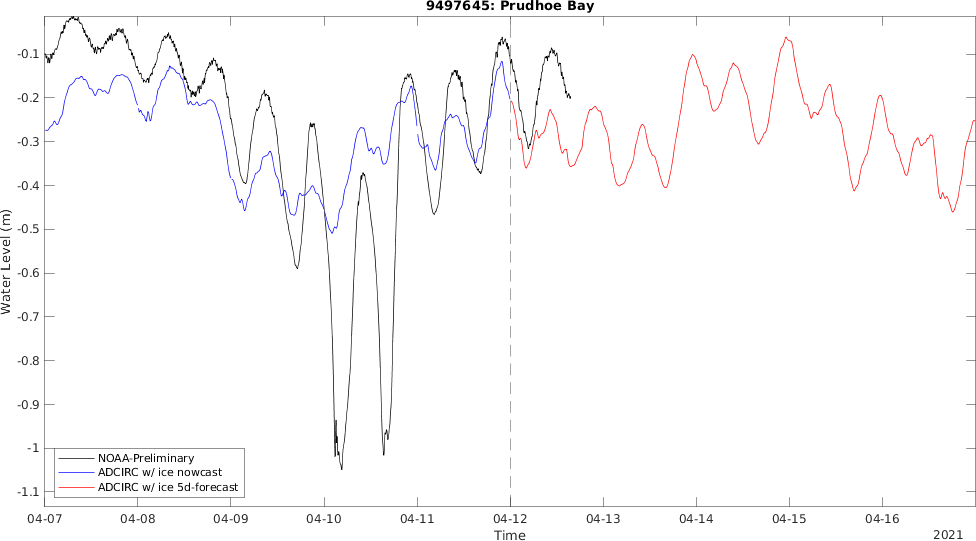 9497645: Prudhoe Bay
Water Level (m)
-0.1
-0.2
-0.3
-0.4
-0.5
-0.6
-0.7
-0.8
-0.9
-1
-1.1
NOAA-Preliminary
ADCIRC w/ ice nowcast
ADCIRC w/ ice 5d-forecast
04-07 04-08 04-09 04-10 04-11 04-12 04-13 04-14 04-15 04-16
Time
2021